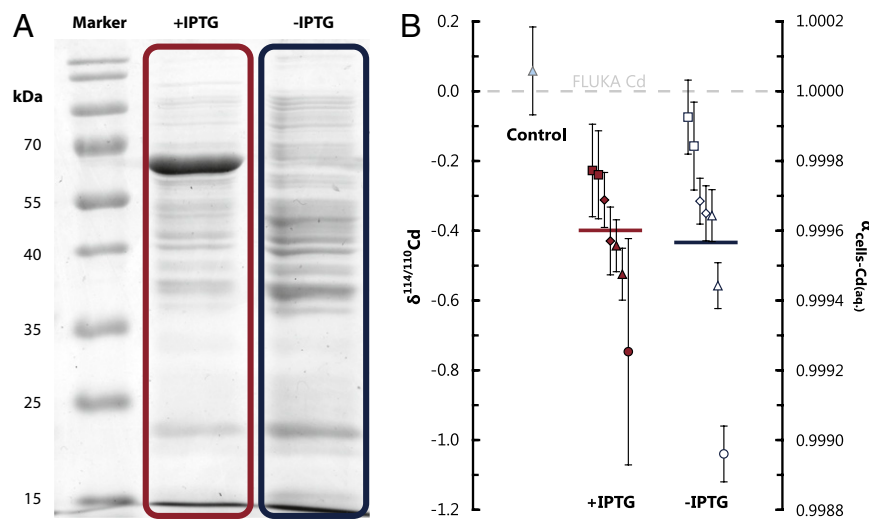 A
Marker
+IPTG
-IPTG
kDa
70
55
40
35
25
15
B
0.2
0.0
-0.2
-0.4
-0.6
-0.8
-1.0
-1.2
δ114/110Cd
FLUKA Cd
Control
+IPTG
-IPTG
1.0002
1.0000
0.9998
0.9996
0.9994
0.9992
0.9990
0.9988
αcells-Cd(aq.)